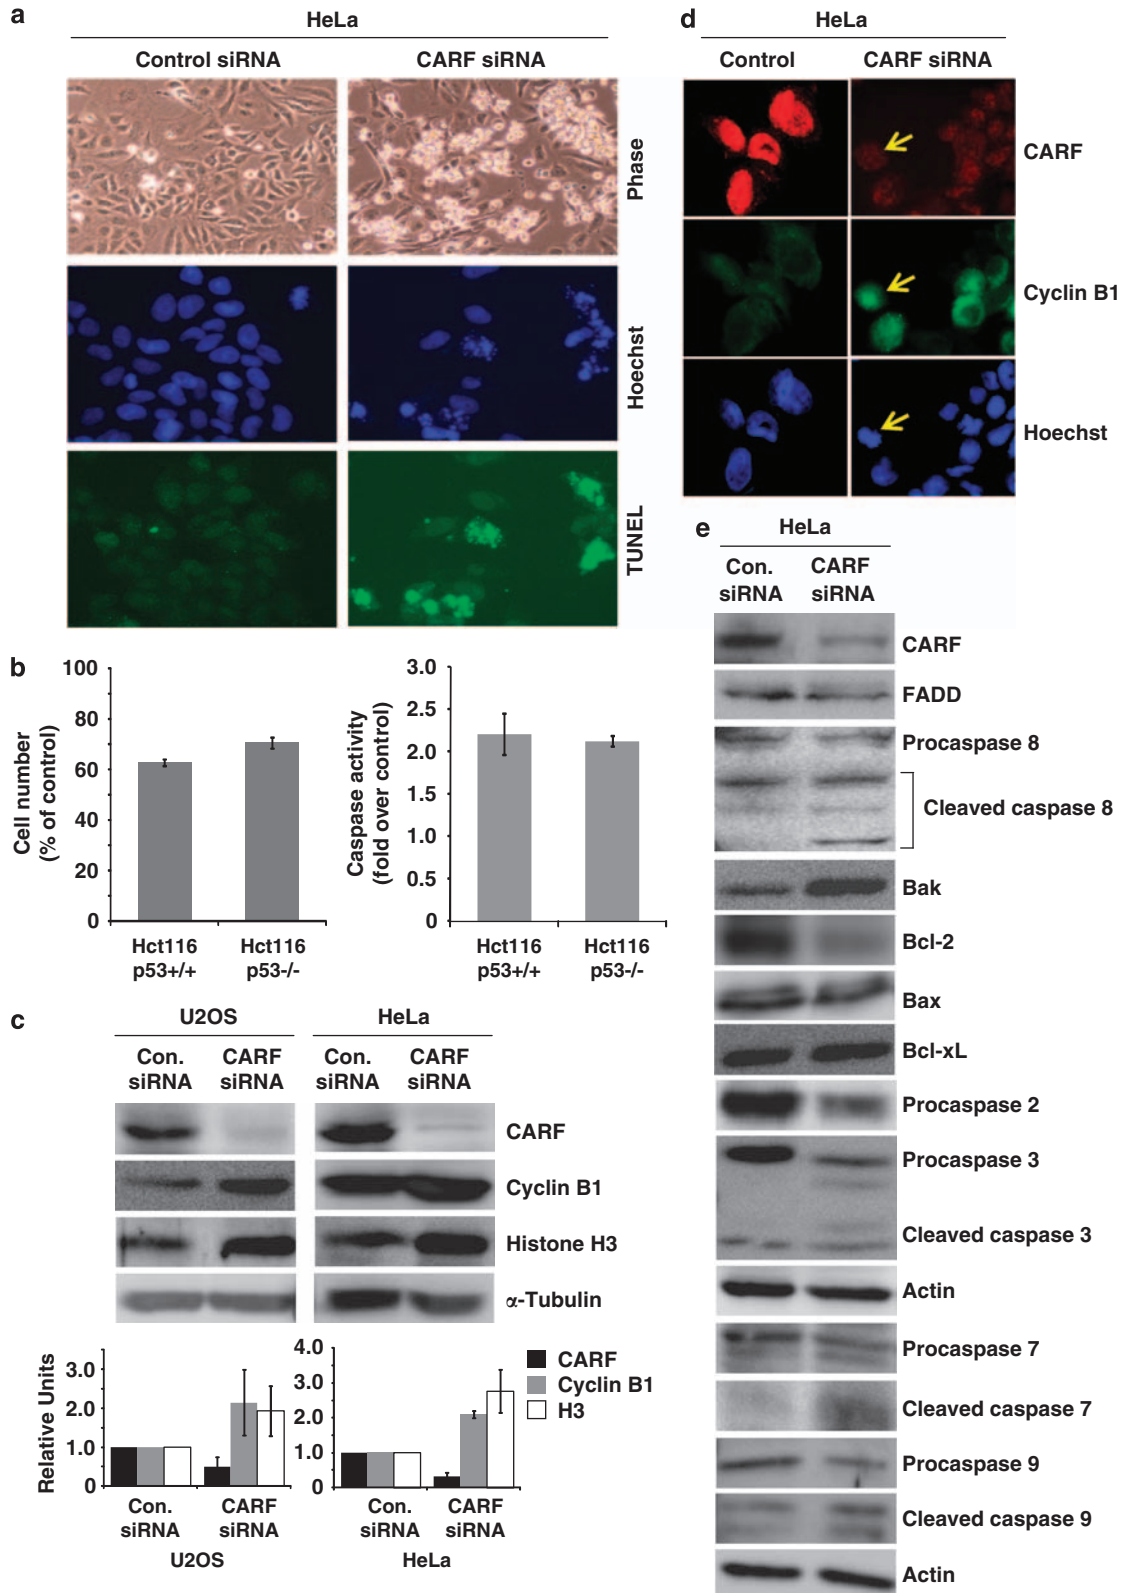 a
HeLa
Control siRNA CARF siRNA
Phase
Hoechst
TUNEL
b
100
80
60
40
20
0
Cell number
(% of control)
Hct116
p53+/+
Hct116
p53-/-
3.0
2.5
2.0
1.5
1.0
0.5
0
Caspase activity
(fold over control)
Hct116
p53+/+
Hct116
p53-/-
c
U2OS HeLa
Con.
siRNA
CARF
siRNA
Con.
siRNA
CARF
siRNA
CARF
Cyclin B1
Histone H3
α-Tubulin
Relative Units
3.0
2.0
1.0
0
Con.
siRNA
CARF
siRNA
U2OS
4.0
3.0
2.0
1.0
0
Con.
siRNA
CARF
siRNA
HeLa
CARF
Cyclin B1
H3
d
HeLa
Control CARF siRNA
CARF
Cyclin B1
Hoechst
e
HeLa
Con.
siRNA
CARF
siRNA
CARF
FADD
Procaspase 8
Cleaved caspase 8
Bak
Bcl-2
Bax
Bcl-xL
Procaspase 2
Procaspase 3
Cleaved caspase 3
Actin
Procaspase 7
Cleaved caspase 7
Procaspase 9
Cleaved caspase 9
Actin